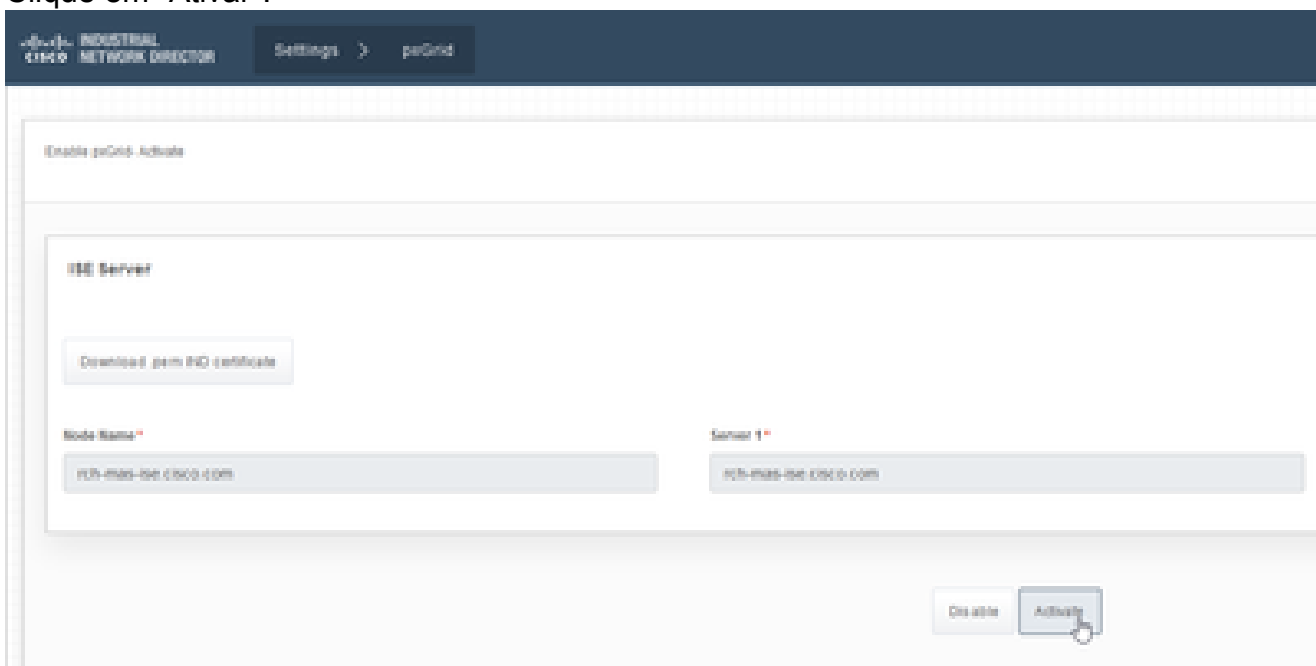 Clique em "Ativar".
INDUSTRIAL
CISCO NETWORK DIRECTOR
Settings > pxGrid
Enable pxGrid- Activate
ISE Server
Download .pem IND certificate
Node Name* Server 1*
rch-mas-ise.cisco.com rch-mas-ise.cisco.com
Disable Activate